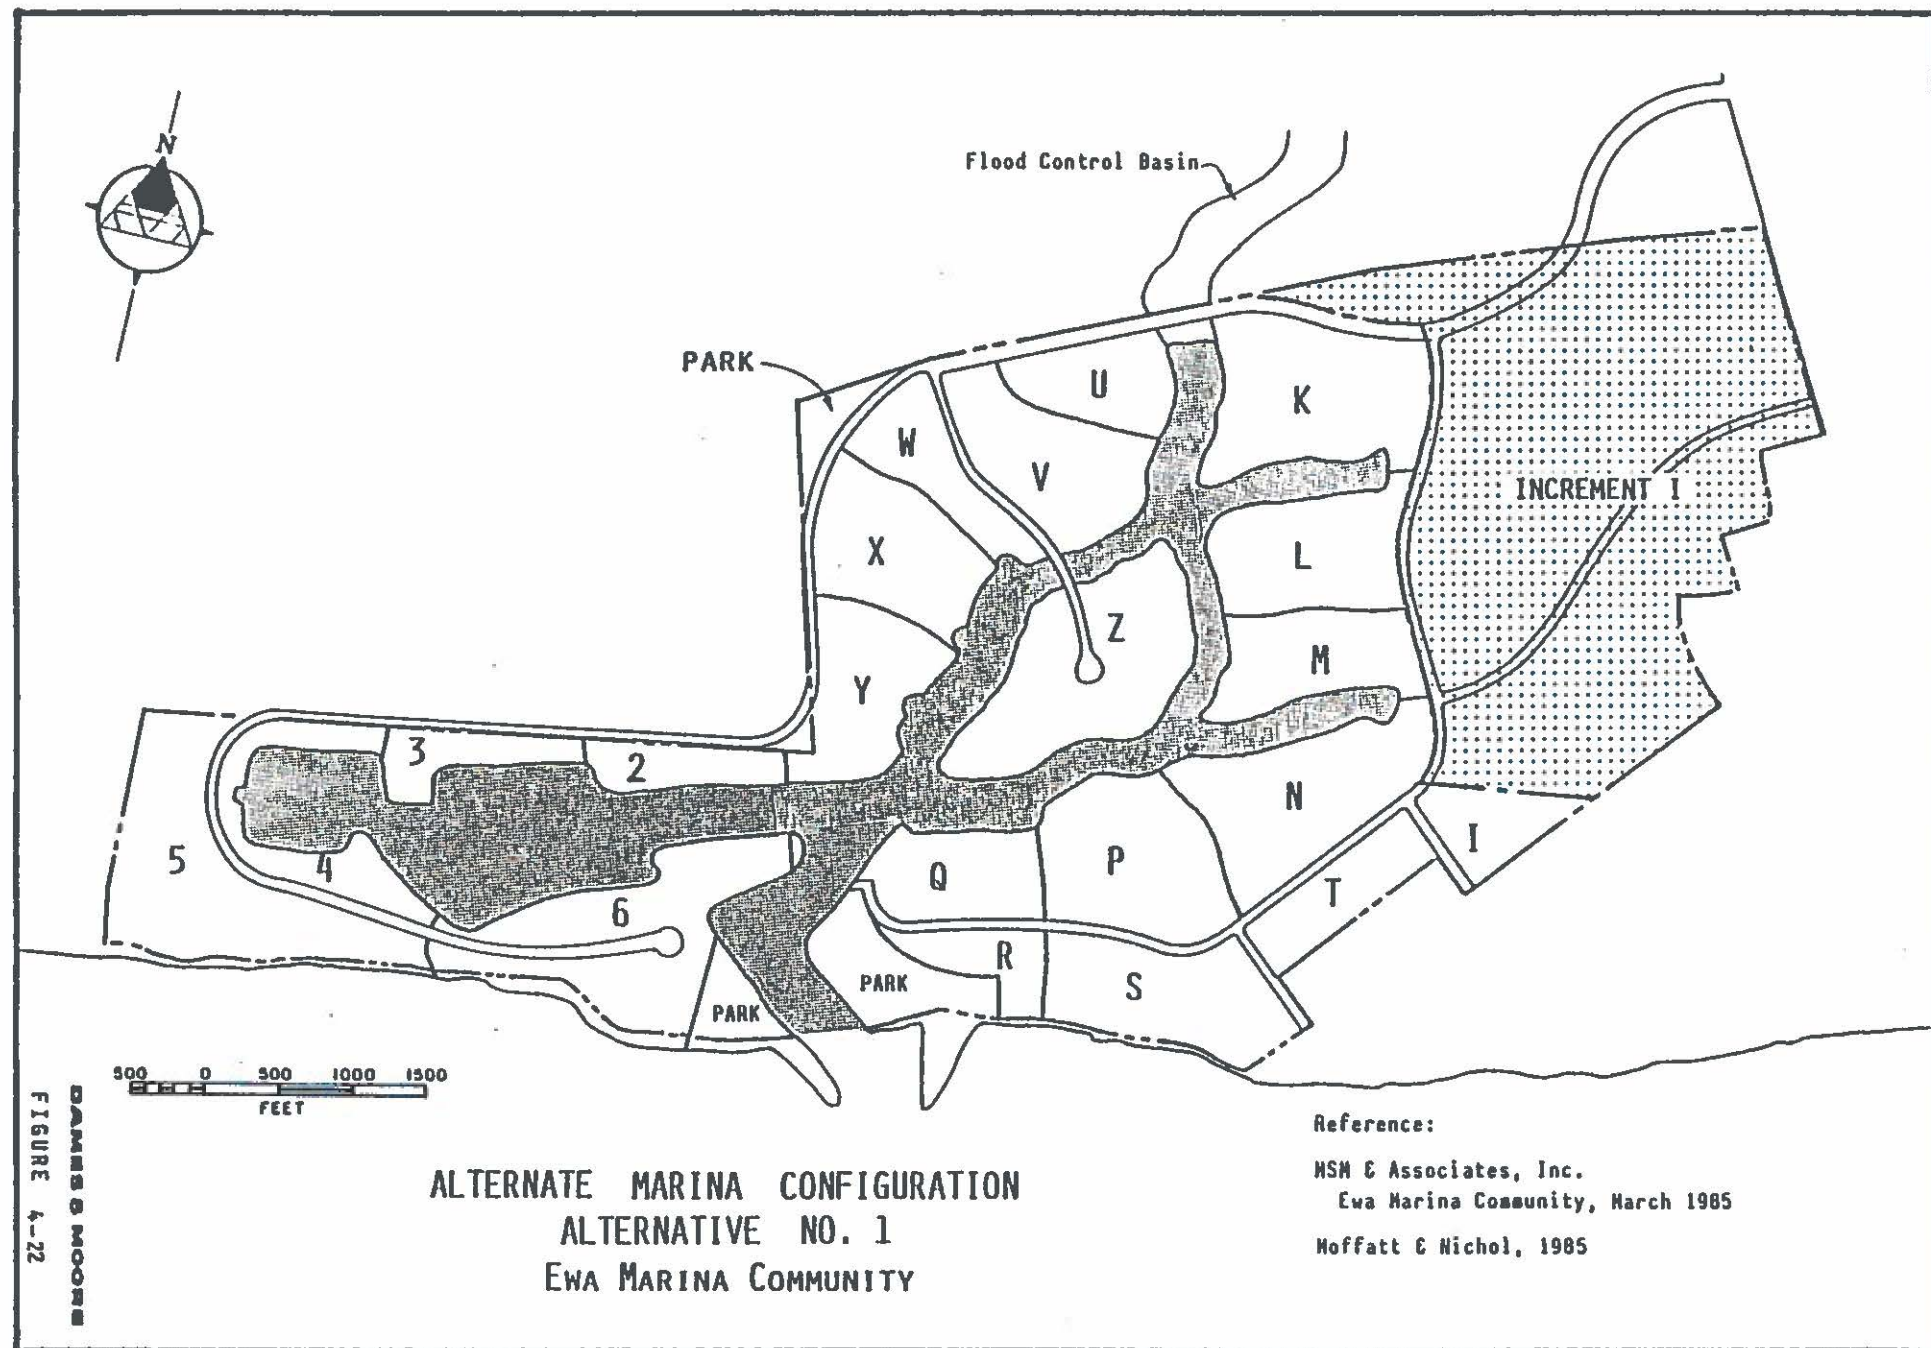 N
Flood Control Basin
PARK
U
K
W
V
INCREMENT I
X
L
Z
M
Y
3
2
N
5
4
6
Q
P
I
T
R
S
PARK
PARK
500 0 500 1000 1500
FEET
DAMES & MOORE
FIGURE 4-22
ALTERNATE MARINA CONFIGURATION
ALTERNATIVE NO. 1
EWA MARINA COMMUNITY
Reference:
MSM & Associates, Inc.
Ewa Marina Community, March 1985
Moffatt & Nichol, 1985